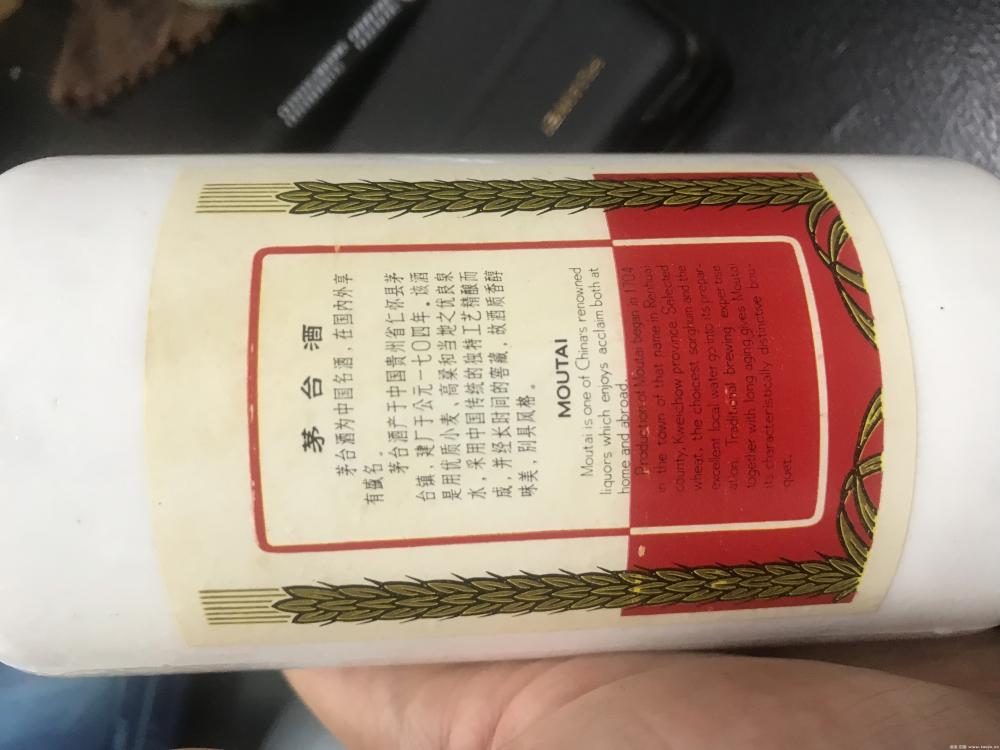 茅台酒
茅台酒为中国名酒，在国内外享
有盛名。
茅台酒产于中国贵州省仁怀县茅
台镇，建厂于公元一七〇四年。该酒
是用优质小麦、高粱和当地之优良泉
水，采用中国传统的独特工艺精酿而
成，并经长时间的窖藏，故酒质香醇
味美，别具风格。
MOUTAI
Moutai is one of China's renowned
liquors which enjoys acclaim both at
home and abroad.
Production of Moutai began in 1704
in the town of that name in Renhuai
county, Kweichow province. Selected
wheat, the choicest sorghum and the
excellent local water go into its prepar-
ation. Traditional brewing expertise
together with long aging gives Moutai
its characteristically distinctive bou-
quet.